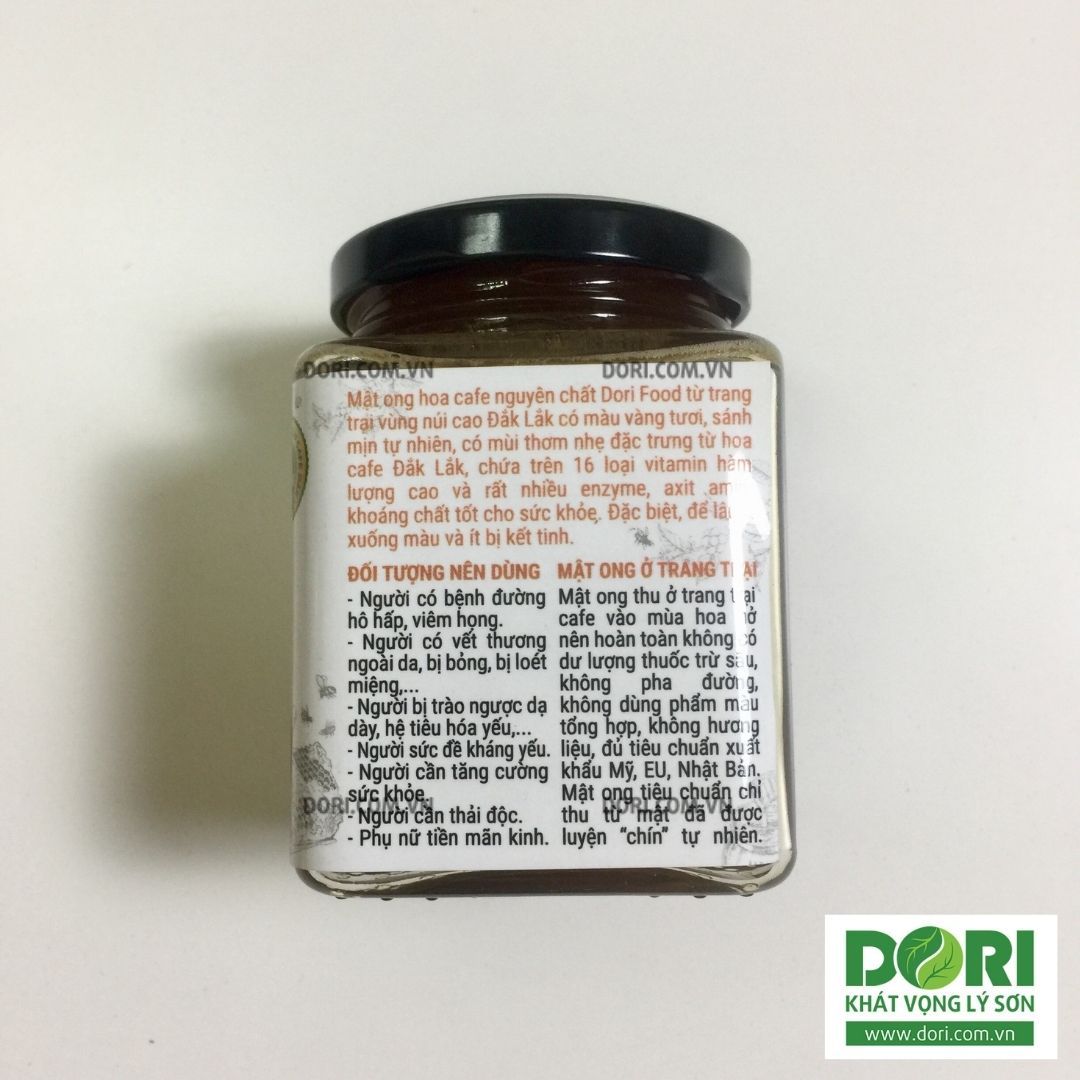 DORI.COM.VN DORI.COM.VN
Mật ong hoa cafe nguyên chất Dori Food từ trang
trại vùng núi cao Đắk Lắk có màu vàng tươi, sánh
mịn tự nhiên, có mùi thơm nhẹ đặc trưng từ hoa
cafe Đắk Lắk, chứa trên 16 loại vitamin hàm
lượng cao và rất nhiều enzyme, axit
khoáng chất tốt cho sức khỏe. Đặc biệt, để
xuống màu và ít bị kết tinh.
ĐỐI TƯỢNG NÊN DÙNG
- Người có bệnh đường
hô hấp, viêm họng.
- Người có vết thương
ngoài da, bị bỏng, bị loét
miệng,...
- Người bị trào ngược dạ
dày, hệ tiêu hóa yếu,...
- Người sức đề kháng yếu.
- Người cần tăng cường
sức khỏe.
- Người cần thải độc.
- Phụ nữ tiền mãn kinh.
MẬT ONG Ở TRANG TRẠI
Mật ong thu ở trang trại
cafe vào mùa hoa nở
nên hoàn toàn không có
dư lượng thuốc trừ sâu,
không pha đường,
không dùng phẩm màu
tổng hợp, không hương
liệu, đủ tiêu chuẩn xuất
khẩu Mỹ, EU, Nhật Bản.
Mật ong tiêu chuẩn chỉ
thu từ mật đã được
luyện “chín” tự nhiên.
DORI.COM.VN DORI.COM.VN
DORI
KHÁT VỌNG LÝ SƠN
www.dori.com.vn